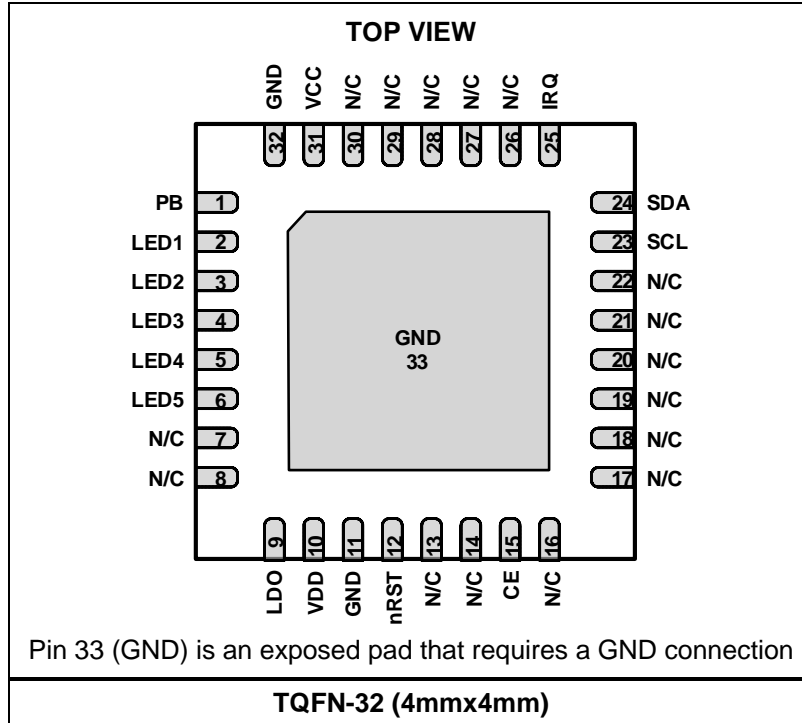 TOP VIEW
GND VCC N/C N/C N/C N/C N/C IRQ
32 31 30 29 28 27 26 25
PB 1 24 SDA
LED1 2 23 SCL
LED2 3 22 N/C
LED3 4 21 N/C
GND
33
LED4 5 20 N/C
LED5 6 19 N/C
N/C 7 18 N/C
N/C 8 17 N/C
9 10 11 12 13 14 15 16
LDO VDD GND nRST N/C N/C CE N/C
Pin 33 (GND) is an exposed pad that requires a GND connection
TQFN-32 (4mmx4mm)